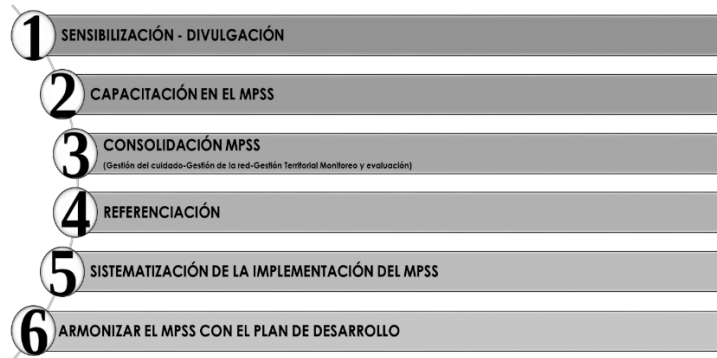 1 SENSIBILIZACIÓN - DIVULGACIÓN
2 CAPACITACIÓN EN EL MPSS
3 CONSOLIDACIÓN MPSS
(Gestión del cuidado-Gestión de la red-Gestión Territorial Monitoreo y evaluación)
4 REFERENCIACIÓN
5 SISTEMATIZACIÓN DE LA IMPLEMENTACIÓN DEL MPSS
6 ARMONIZAR EL MPSS CON EL PLAN DE DESARROLLO